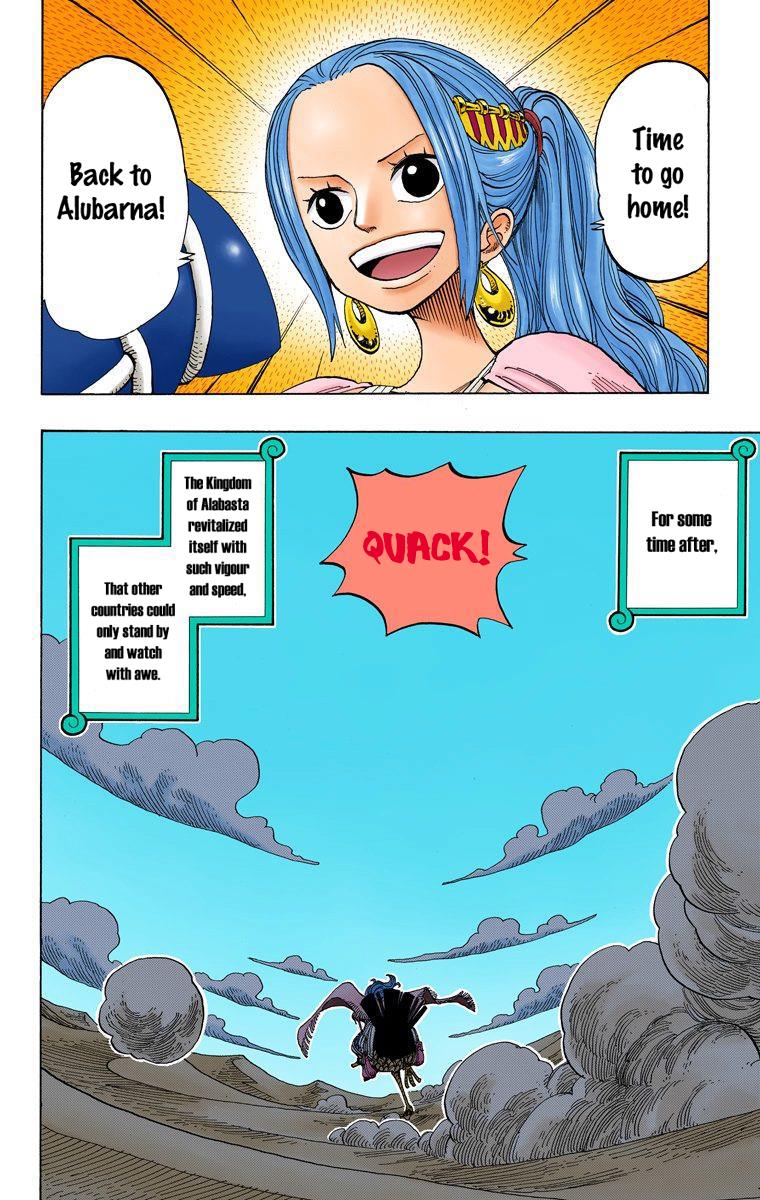 Time
to go
home!
Back to
Alubarna!
For some
time after,
QUACK!
The Kingdom
of Alabasta
revitalized
itself with
such vigour
and speed,
That other
countries could
only stand by
and watch
with awe.